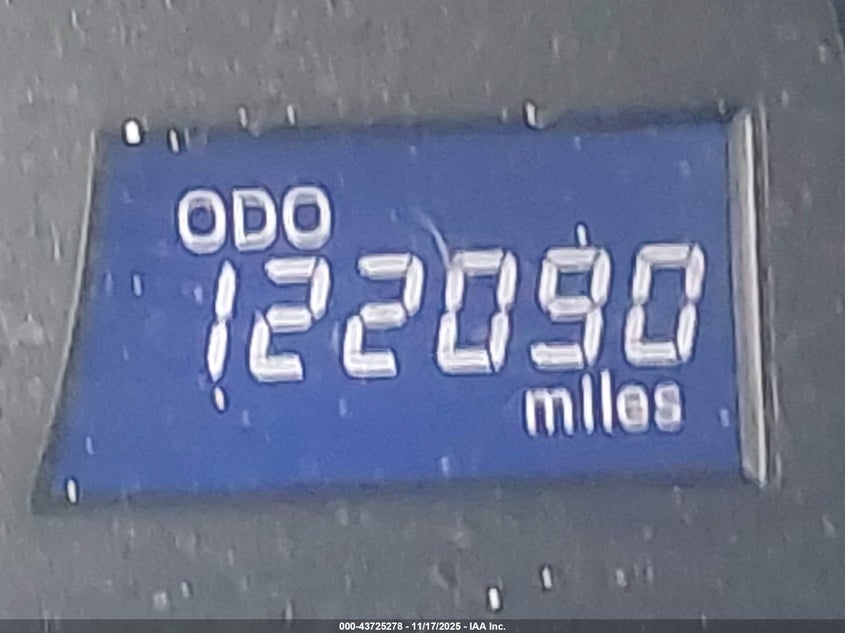 ODO
122090
miles
000-43725278 - 11/17/2025 - IAA Inc.